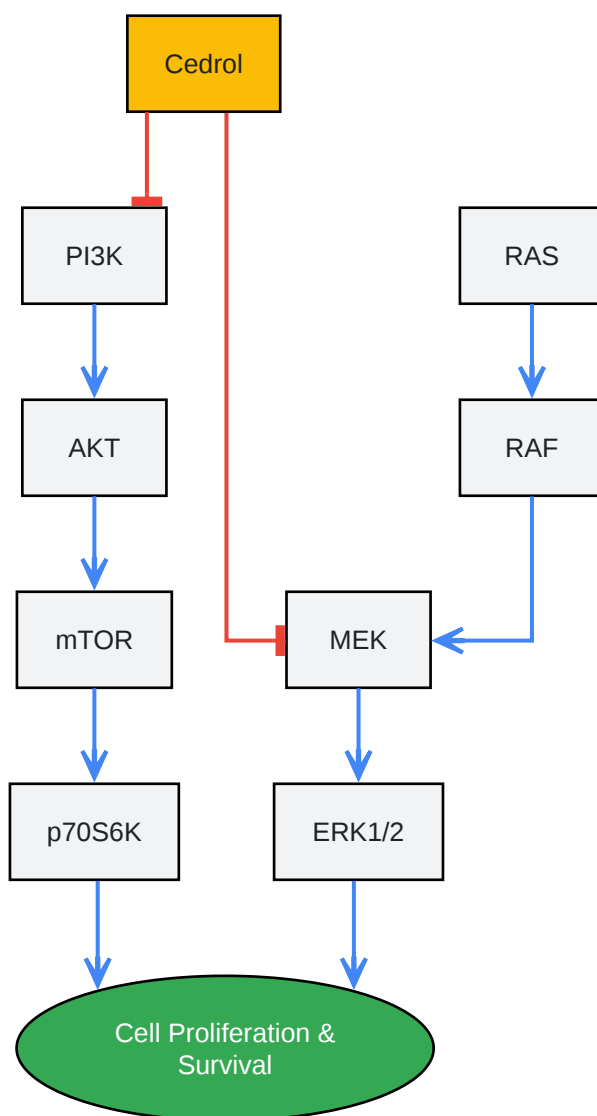 Cedrol
PI3K
RAS
AKT
RAF
mTOR
MEK
p70S6K
ERK1/2
Cell Proliferation &
Survival